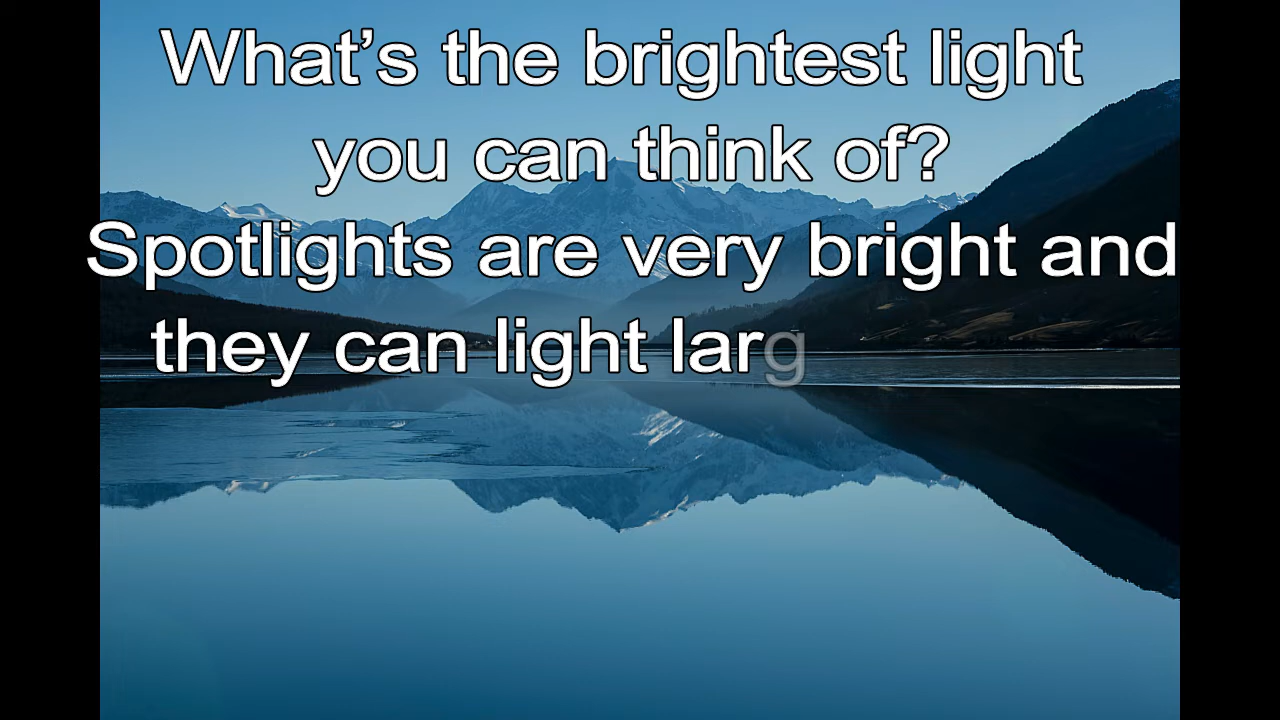 What’s the brightest light
you can think of?
Spotlights are very bright and
they can light larg